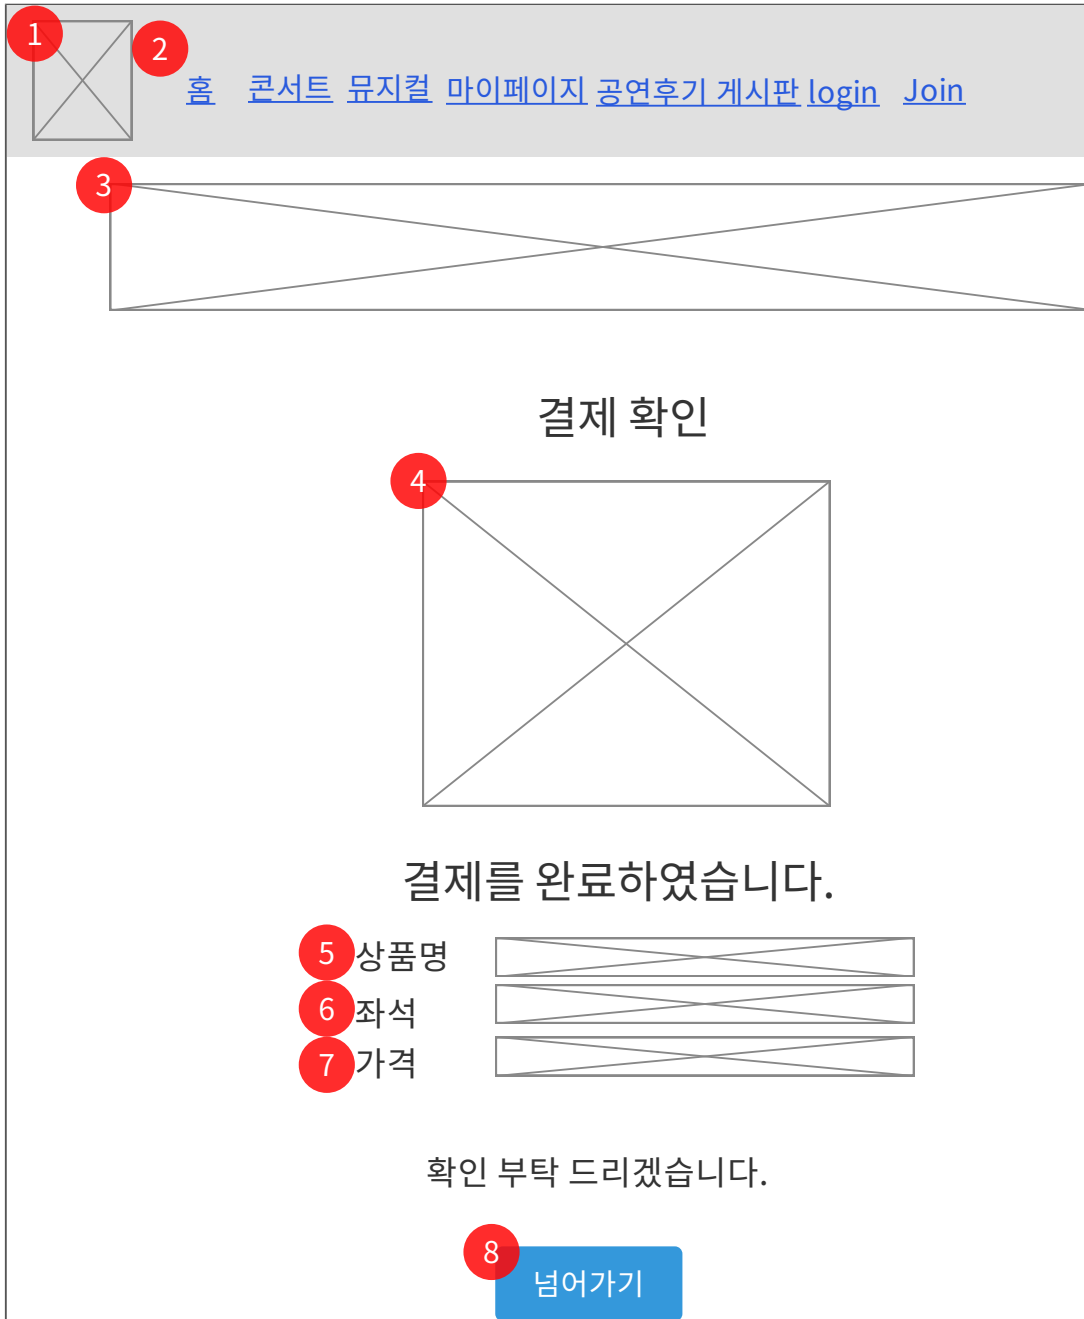 1
2
홈 콘서트 뮤지컬 마이페이지 공연후기 게시판 login Join
3
결제 확인
4
결제를 완료하였습니다.
5 상품명
6 좌석
7 가격
확인 부탁 드리겠습니다.
8
넘어가기